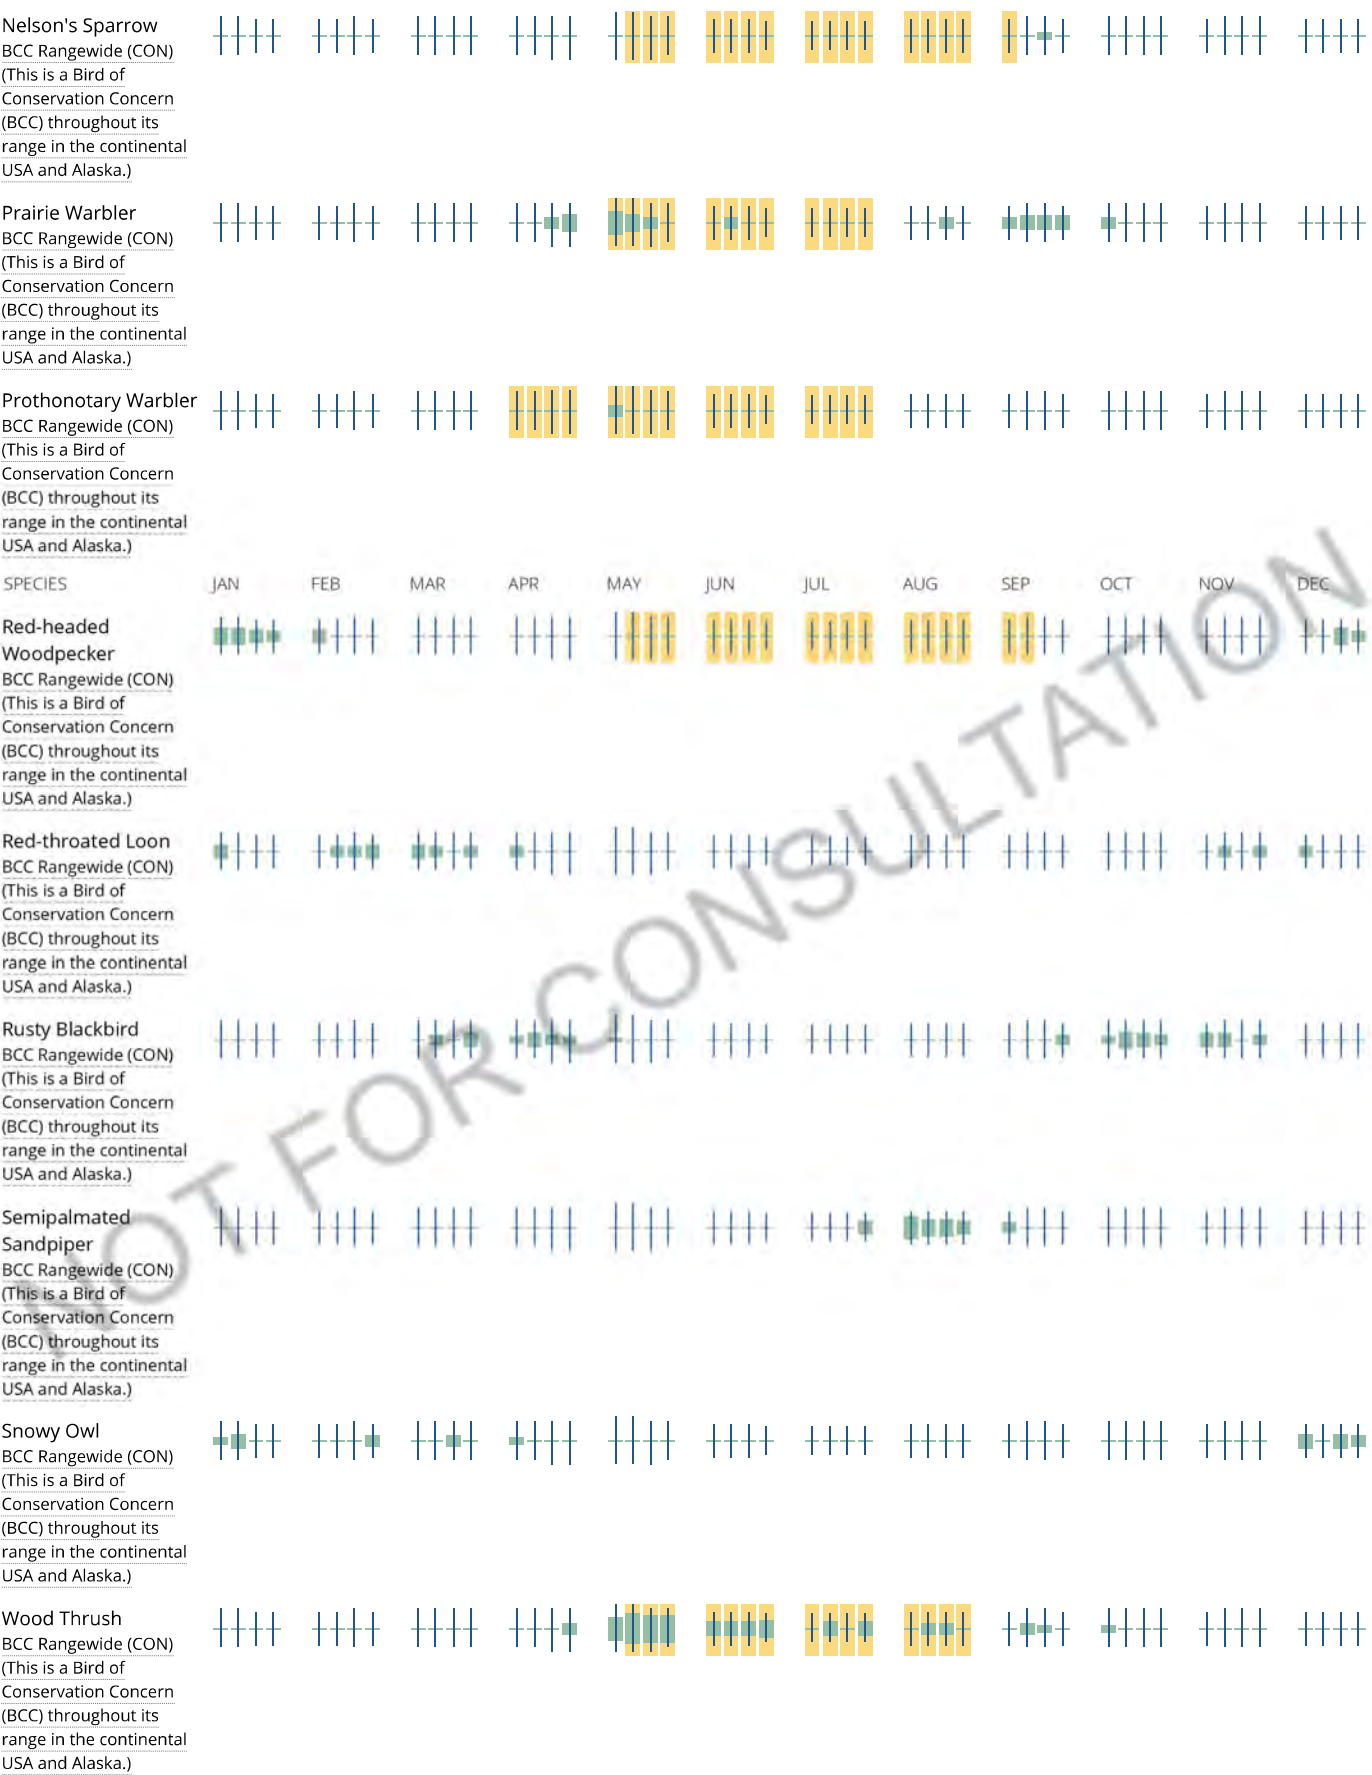 Nelson's Sparrow
BCC Rangewide (CON)
(This is a Bird of
Conservation Concern
(BCC) throughout its
range in the continental
USA and Alaska.)
Prairie Warbler
BCC Rangewide (CON)
(This is a Bird of
Conservation Concern
(BCC) throughout its
range in the continental
USA and Alaska.)
Prothonotary Warbler
BCC Rangewide (CON)
(This is a Bird of
Conservation Concern
(BCC) throughout its
range in the continental
USA and Alaska.)
SPECIES JAN FEB MAR APR MAY JUN JUL AUG SEP OCT NOV DEC
Red-headed
Woodpecker
BCC Rangewide (CON)
(This is a Bird of
Conservation Concern
(BCC) throughout its
range in the continental
USA and Alaska.)
Red-throated Loon
BCC Rangewide (CON)
(This is a Bird of
Conservation Concern
(BCC) throughout its
range in the continental
USA and Alaska.)
Rusty Blackbird
BCC Rangewide (CON)
(This is a Bird of
Conservation Concern
(BCC) throughout its
range in the continental
USA and Alaska.)
Semipalmated
Sandpiper
BCC Rangewide (CON)
(This is a Bird of
Conservation Concern
(BCC) throughout its
range in the continental
USA and Alaska.)
Snowy Owl
BCC Rangewide (CON)
(This is a Bird of
Conservation Concern
(BCC) throughout its
range in the continental
USA and Alaska.)
Wood Thrush
BCC Rangewide (CON)
(This is a Bird of
Conservation Concern
(BCC) throughout its
range in the continental
USA and Alaska.)
NOT FOR CONSULTATION